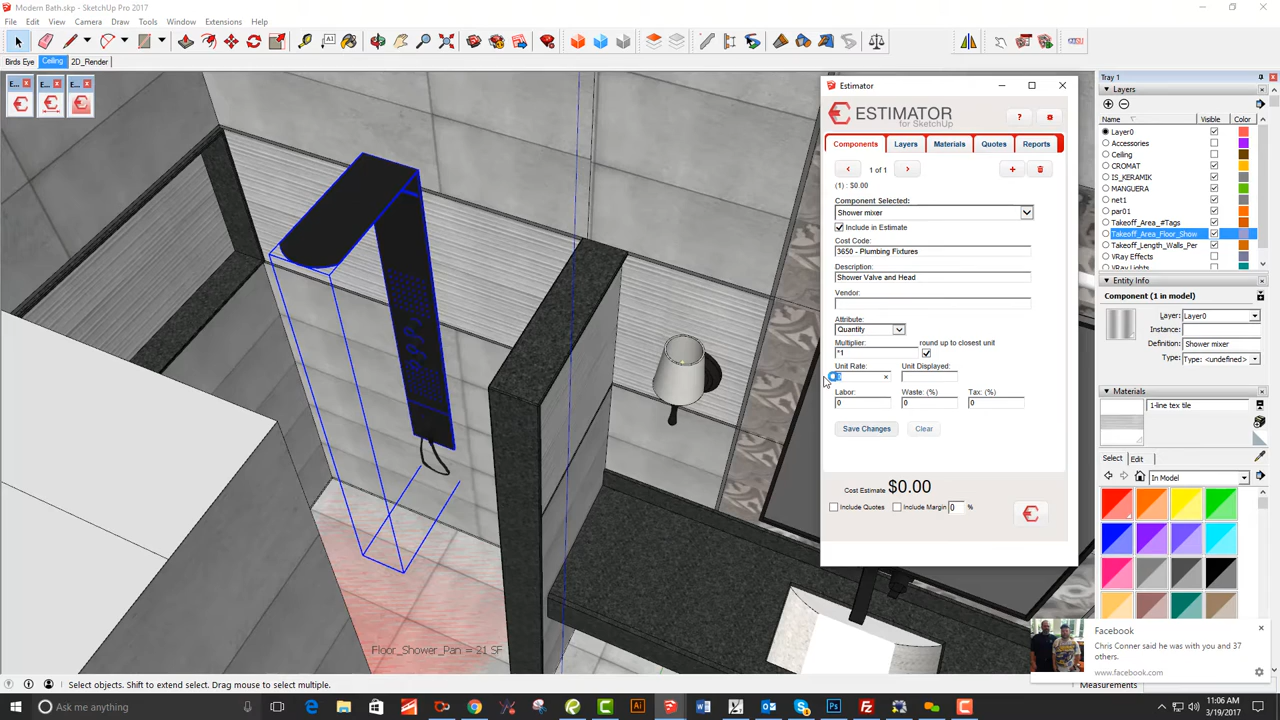 Modern Bath.skp - SketchUp Pro 2017
File Edit View Camera Draw Tools Window Extensions Help
Birds Eye Ceiling 2D_Render
E... E... E...
Estimator
ESTIMATOR
for SketchUp
?
Components Layers Materials Quotes Reports
1 of 1
(1) : $0.00
Component Selected:
Shower mixer
Include in Estimate
Cost Code:
3650 - Plumbing Fixtures
Description:
Shower Valve and Head
Vendor:
Attribute:
Quantity
Multiplier: round up to closest unit
*1
Unit Rate: Unit Displayed:
Labor: Waste: (%) Tax: (%)
0 0 0
Save Changes Clear
Cost Estimate $0.00
Include Quotes Include Margin 0 %
Floor_Shower_Pan = 21 SF
Tray 1
Layers
Name Visible Color
Layer0
Accessories
Ceiling
CROMAT
IS_KERAMIK
MANGUERA
net1
par01
Takeoff_Area_#Tags
Takeoff_Area_Floor_Show
Takeoff_Length_Walls_Per
VRay Effects
VRay Lights
Entity Info
Component (1 in model)
Layer: Layer0
Instance:
Definition: Shower mixer
Type: Type: <undefined>
Materials
1-line tex tile
Select Edit
In Model
Facebook
Chris Conner said he was with you and 37
others.
www.facebook.com
Select objects. Shift to extend select. Drag mouse to select multiple.
Measurements
Ask me anything
11:06 AM
3/19/2017